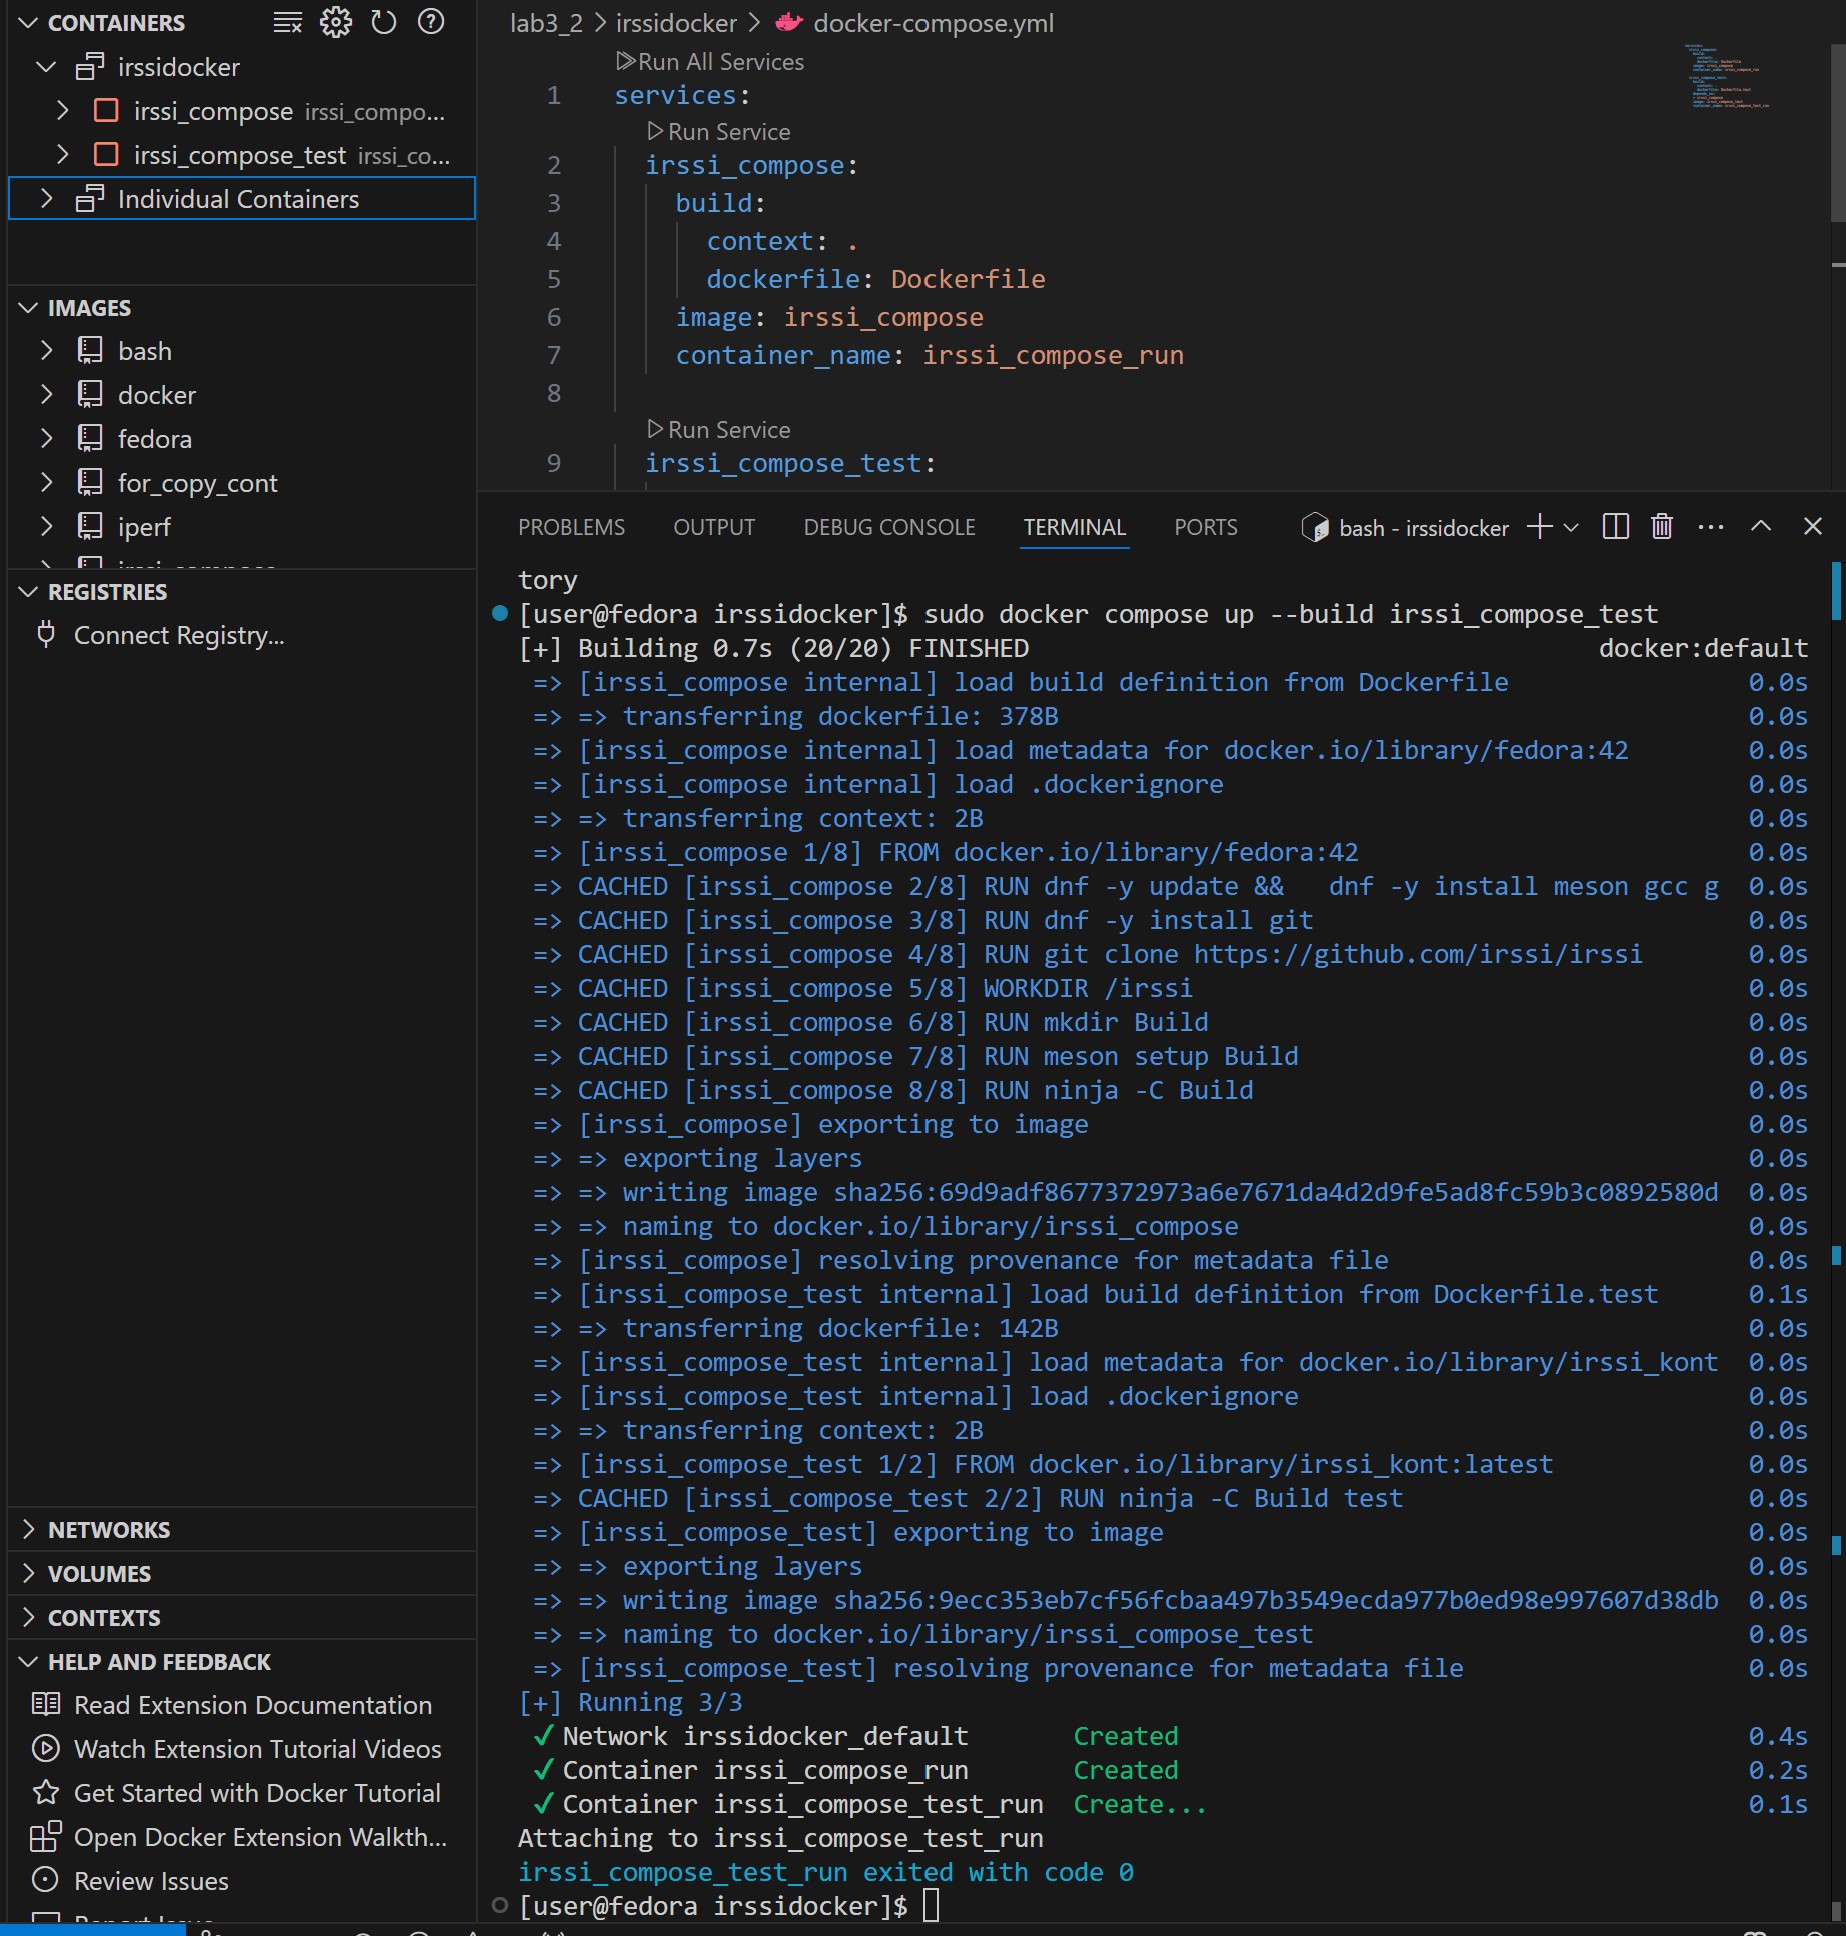 CONTAINERS
irssidocker
irssi_compose irssi_compo...
irssi_compose_test irssi_co...
Individual Containers
IMAGES
bash
docker
fedora
for_copy_cont
iperf
REGISTRIES
Connect Registry...
NETWORKS
VOLUMES
CONTEXTS
HELP AND FEEDBACK
Read Extension Documentation
Watch Extension Tutorial Videos
Get Started with Docker Tutorial
Open Docker Extension Walkth...
Review Issues
Report Issue
lab3_2 > irssidocker > docker-compose.yml
Run All Services
1 services:
Run Service
2 irssi_compose:
3 build:
4 context: .
5 dockerfile: Dockerfile
6 image: irssi_compose
7 container_name: irssi_compose_run
8
Run Service
9 irssi_compose_test:
PROBLEMS OUTPUT DEBUG CONSOLE TERMINAL PORTS bash - irssidocker
tory
[user@fedora irssidocker]$ sudo docker compose up --build irssi_compose_test
[+] Building 0.7s (20/20) FINISHED docker:default
=> [irssi_compose internal] load build definition from Dockerfile 0.0s
=> => transferring dockerfile: 378B 0.0s
=> [irssi_compose internal] load metadata for docker.io/library/fedora:42 0.0s
=> [irssi_compose internal] load .dockerignore 0.0s
=> => transferring context: 2B 0.0s
=> [irssi_compose 1/8] FROM docker.io/library/fedora:42 0.0s
=> CACHED [irssi_compose 2/8] RUN dnf -y update && dnf -y install meson gcc g 0.0s
=> CACHED [irssi_compose 3/8] RUN dnf -y install git 0.0s
=> CACHED [irssi_compose 4/8] RUN git clone https://github.com/irssi/irssi 0.0s
=> CACHED [irssi_compose 5/8] WORKDIR /irssi 0.0s
=> CACHED [irssi_compose 6/8] RUN mkdir Build 0.0s
=> CACHED [irssi_compose 7/8] RUN meson setup Build 0.0s
=> CACHED [irssi_compose 8/8] RUN ninja -C Build 0.0s
=> [irssi_compose] exporting to image 0.0s
=> => exporting layers 0.0s
=> => writing image sha256:69d9adf8677372973a6e7671da4d2d9fe5ad8fc59b3c0892580d 0.0s
=> => naming to docker.io/library/irssi_compose 0.0s
=> [irssi_compose] resolving provenance for metadata file 0.0s
=> [irssi_compose_test internal] load build definition from Dockerfile.test 0.1s
=> => transferring dockerfile: 142B 0.0s
=> [irssi_compose_test internal] load metadata for docker.io/library/irssi_kont 0.0s
=> [irssi_compose_test internal] load .dockerignore 0.0s
=> => transferring context: 2B 0.0s
=> [irssi_compose_test 1/2] FROM docker.io/library/irssi_kont:latest 0.0s
=> CACHED [irssi_compose_test 2/2] RUN ninja -C Build test 0.0s
=> [irssi_compose_test] exporting to image 0.0s
=> => exporting layers 0.0s
=> => writing image sha256:9ecc353eb7cf56fcbaa497b3549ecda977b0ed98e997607d38db 0.0s
=> => naming to docker.io/library/irssi_compose_test 0.0s
=> [irssi_compose_test] resolving provenance for metadata file 0.0s
[+] Running 3/3
✓ Network irssidocker_default Created 0.4s
✓ Container irssi_compose_run Created 0.2s
✓ Container irssi_compose_test_run Create... 0.1s
Attaching to irssi_compose_test_run
irssi_compose_test_run exited with code 0
[user@fedora irssidocker]$